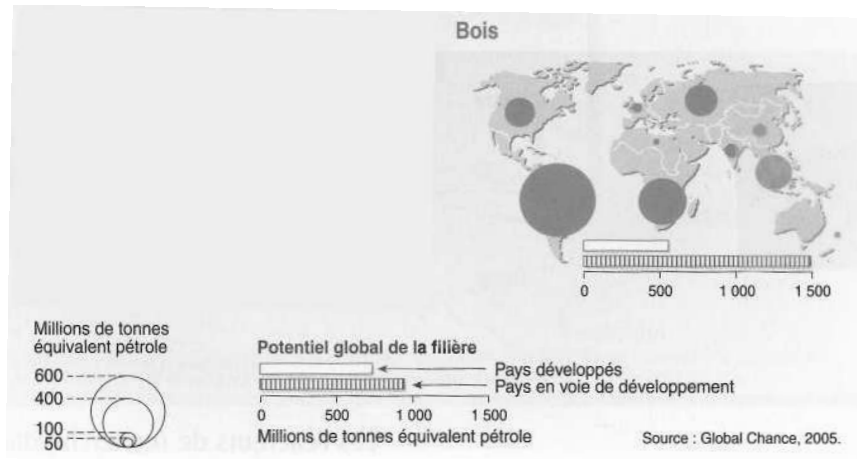 Bois
0 500 1 000 1 500
Millions de tonnes
équivalent pétrole
600
400
100
50
Potentiel global de la filière
Pays développés
Pays en voie de développement
0 500 1 000 1 500
Millions de tonnes équivalent pétrole
Source : Global Chance, 2005.